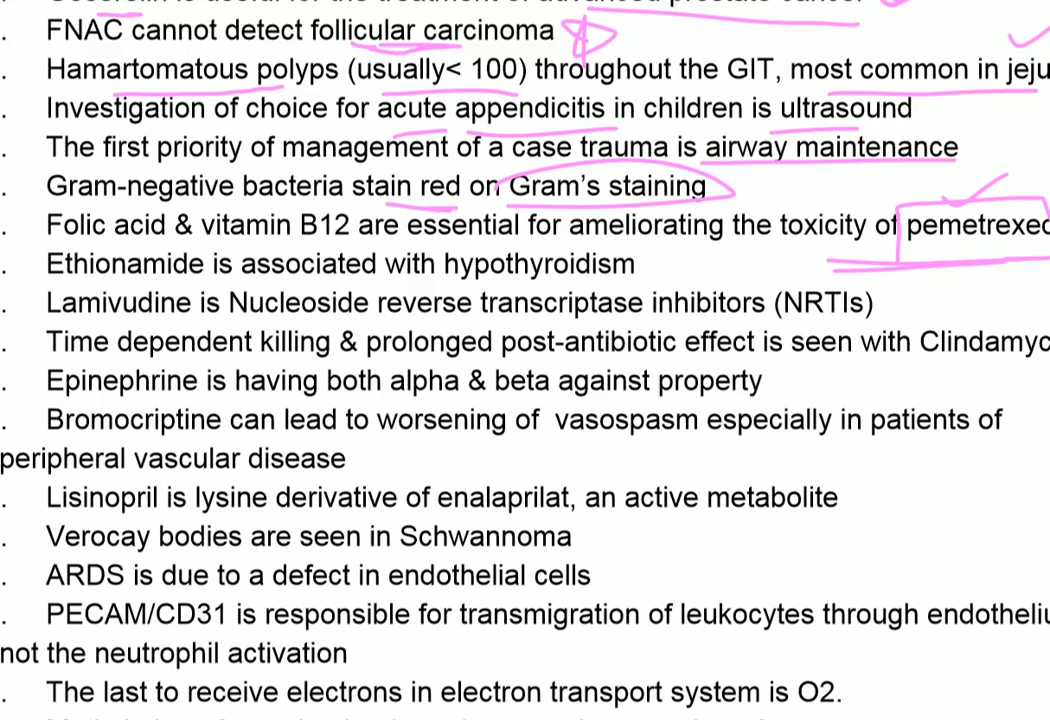 . FNAC cannot detect follicular carcinoma
. Hamartomatous polyps (usually< 100) throughout the GIT, most common in jeju
. Investigation of choice for acute appendicitis in children is ultrasound
. The first priority of management of a case trauma is airway maintenance
. Gram-negative bacteria stain red on Gram's staining
. Folic acid & vitamin B12 are essential for ameliorating the toxicity of pemetrexed
. Ethionamide is associated with hypothyroidism
. Lamivudine is Nucleoside reverse transcriptase inhibitors (NRTIs)
. Time dependent killing & prolonged post-antibiotic effect is seen with Clindamyc
. Epinephrine is having both alpha & beta against property
. Bromocriptine can lead to worsening of vasospasm especially in patients of
peripheral vascular disease
. Lisinopril is lysine derivative of enalaprilat, an active metabolite
. Verocay bodies are seen in Schwannoma
. ARDS is due to a defect in endothelial cells
. PECAM/CD31 is responsible for transmigration of leukocytes through endotheliu
not the neutrophil activation
. The last to receive electrons in electron transport system is O2.